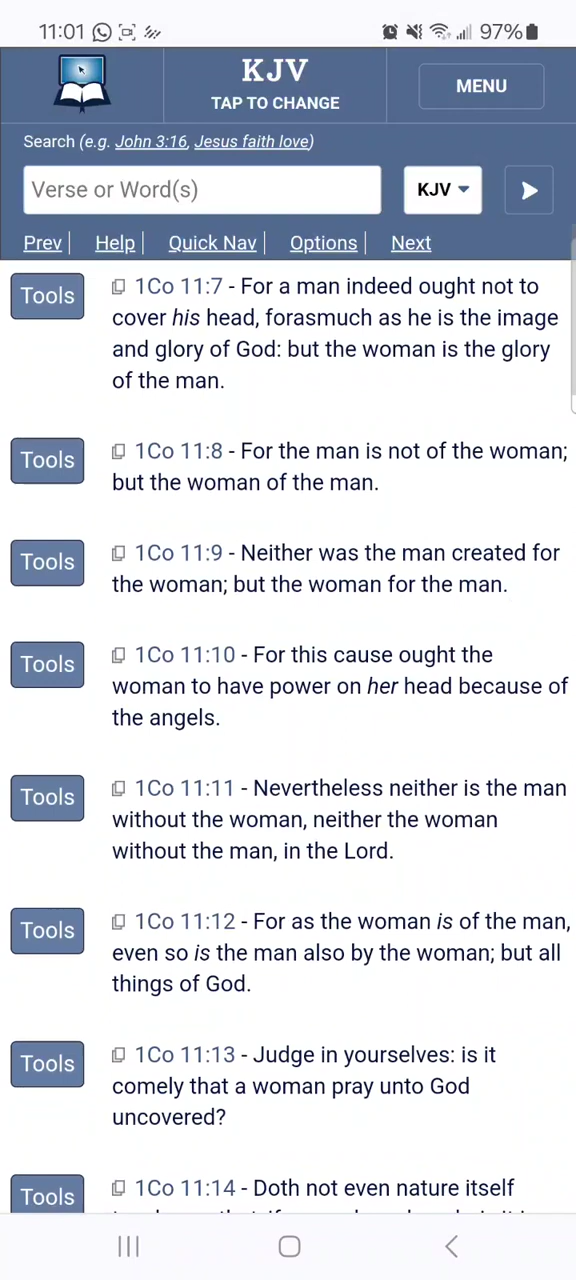 11:01 97%
KJV
TAP TO CHANGE
MENU
Search (e.g. John 3:16, Jesus faith love)
Verse or Word(s) KJV
Prev| Help| Quick Nav| Options| Next
Tools 1Co 11:7 - For a man indeed ought not to
cover his head, forasmuch as he is the image
and glory of God: but the woman is the glory
of the man.
Tools 1Co 11:8 - For the man is not of the woman;
but the woman of the man.
Tools 1Co 11:9 - Neither was the man created for
the woman; but the woman for the man.
Tools 1Co 11:10 - For this cause ought the
woman to have power on her head because of
the angels.
Tools 1Co 11:11 - Nevertheless neither is the man
without the woman, neither the woman
without the man, in the Lord.
Tools 1Co 11:12 - For as the woman is of the man,
even so is the man also by the woman; but all
things of God.
Tools 1Co 11:13 - Judge in yourselves: is it
comely that a woman pray unto God
uncovered?
Tools 1Co 11:14 - Doth not even nature itself